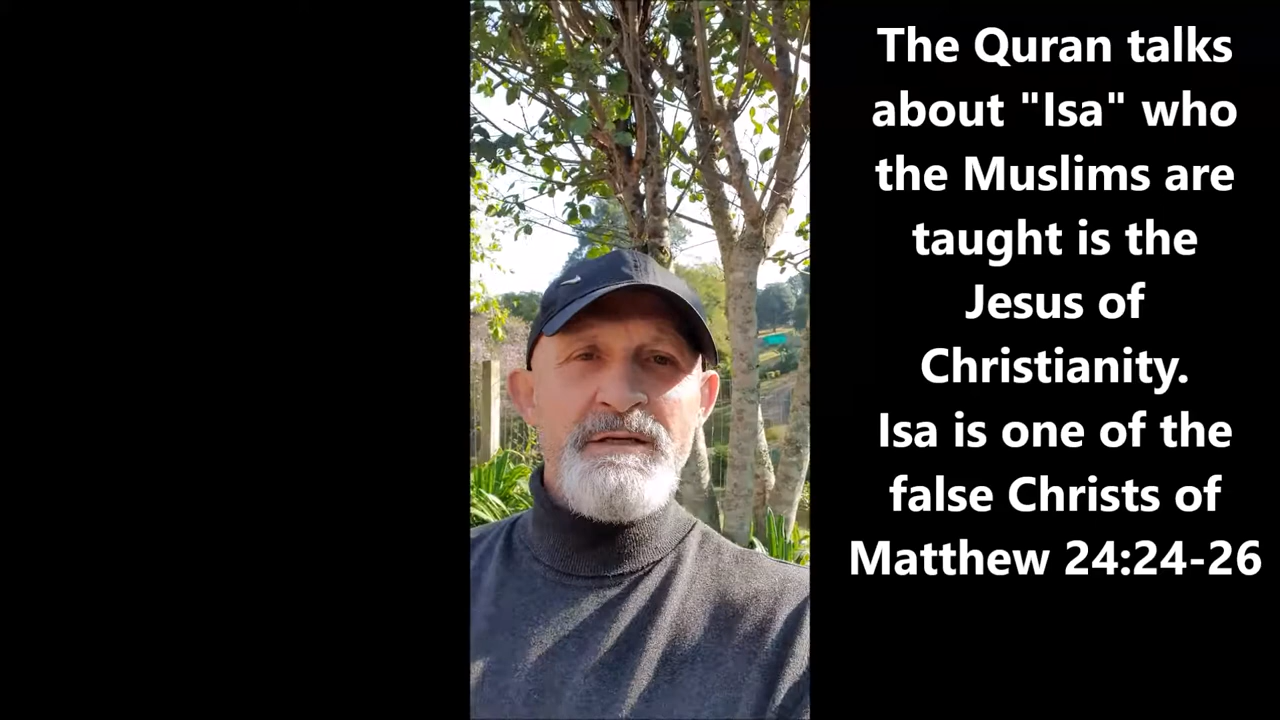 The Quran talks
about "Isa" who
the Muslims are
taught is the
Jesus of
Christianity.
Isa is one of the
false Christs of
Matthew 24:24-26